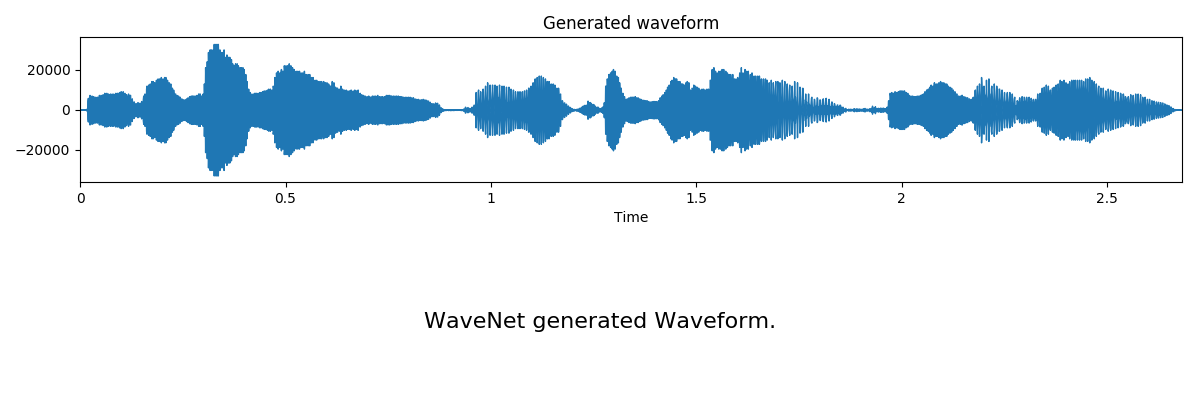 Generated waveform
20000
0
−20000
0 0.5 1 1.5 2 2.5
Time
WaveNet generated Waveform.